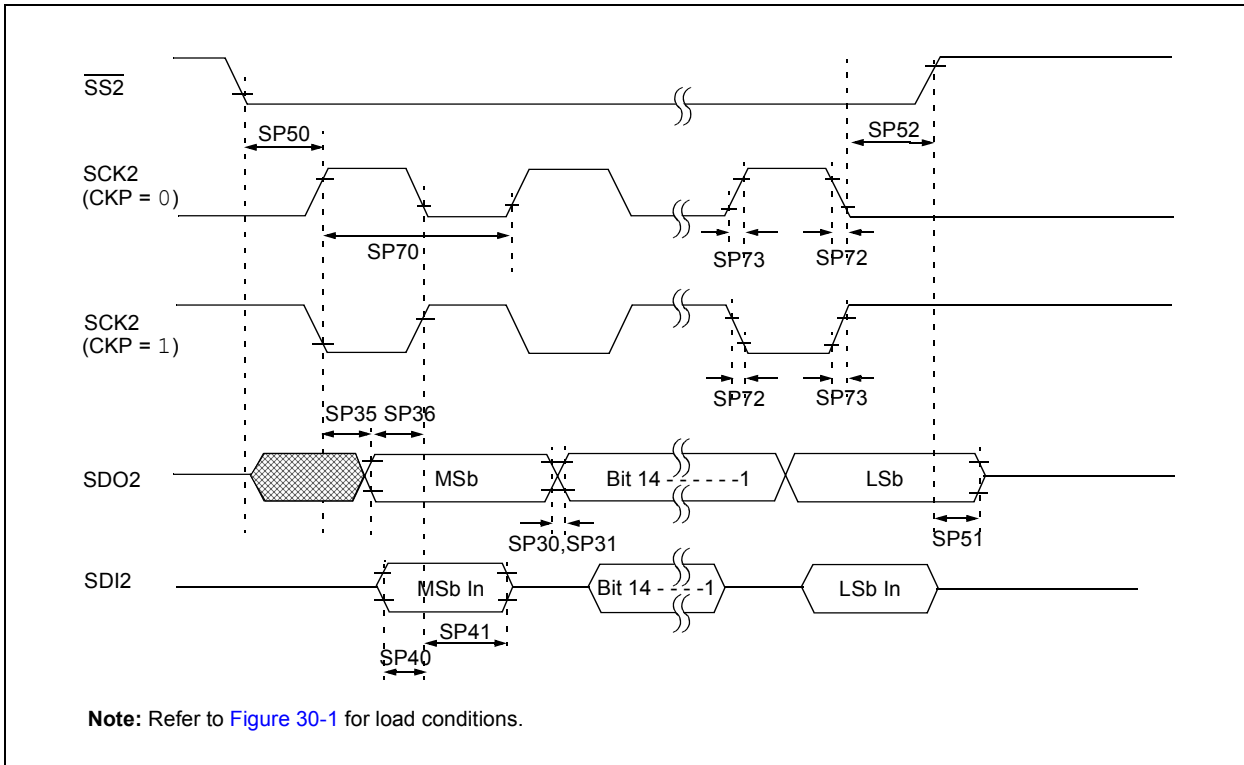 SS2
SP50
SP52
SCK2
(CKP = 0)
SP70
SP73
SP72
SCK2
(CKP = 1)
SP72
SP73
SP35
SP36
SDO2
MSb
Bit 14 - - - - - -1
LSb
SP30,SP31
SP51
SDI2
MSb In
Bit 14 - - - -1
LSb In
SP41
SP40
Note: Refer to Figure 30-1 for load conditions.